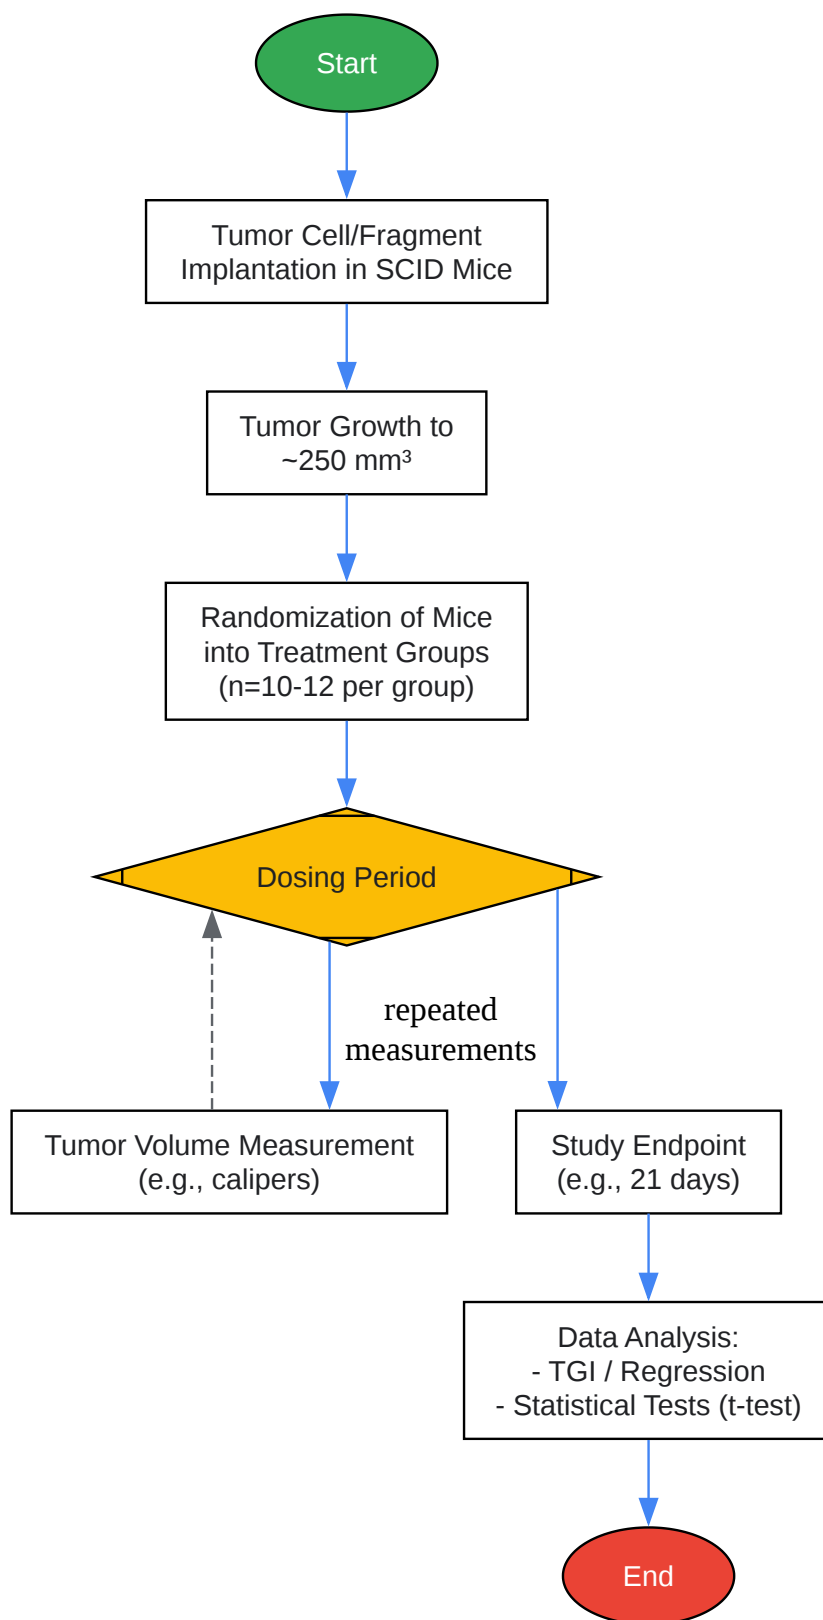 Start
Tumor Cell/Fragment
Implantation in SCID Mice
Tumor Growth to
~250 mm³
Randomization of Mice
into Treatment Groups
(n=10-12 per group)
Dosing Period
repeated
measurements
Tumor Volume Measurement
(e.g., calipers)
Study Endpoint
(e.g., 21 days)
Data Analysis:
- TGI / Regression
- Statistical Tests (t-test)
End